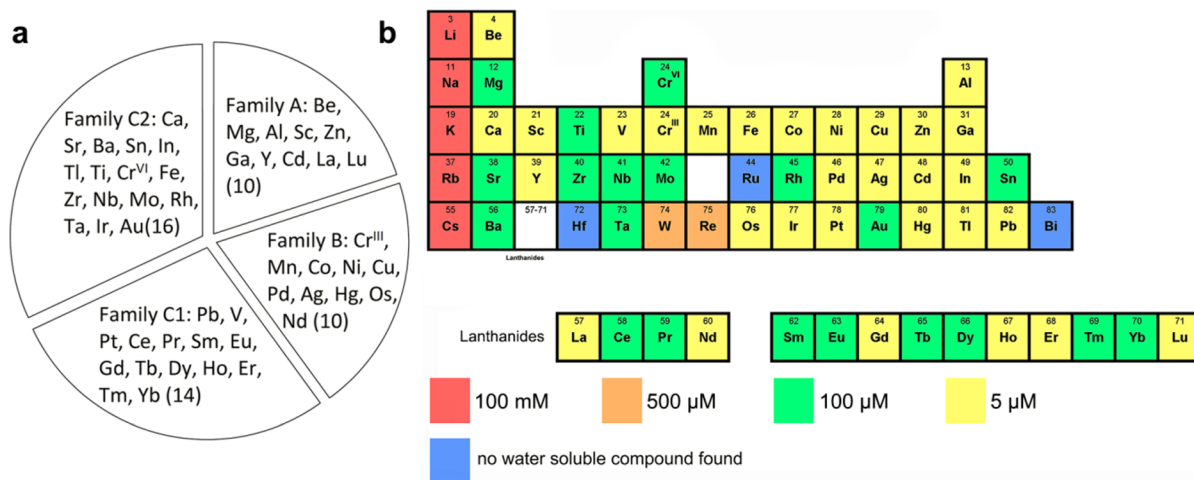 a
Family C2: Ca,
Sr, Ba, Sn, In,
Tl, Ti, Cr^VI, Fe,
Zr, Nb, Mo, Rh,
Ta, Ir, Au(16)
Family A: Be,
Mg, Al, Sc, Zn,
Ga, Y, Cd, La, Lu
(10)
Family B: Cr^III,
Mn, Co, Ni, Cu,
Pd, Ag, Hg, Os,
Nd (10)
Family C1: Pb, V,
Pt, Ce, Pr, Sm, Eu,
Gd, Tb, Dy, Ho, Er,
Tm, Yb (14)
b
3 4
Li Be
11 12 24 13
Na Mg Cr^VI Al
19 20 21 22 23 24 25 26 27 28 29 30 31
K Ca Sc Ti V Cr^III Mn Fe Co Ni Cu Zn Ga
37 38 39 40 41 42 44 45 46 47 48 49 50
Rb Sr Y Zr Nb Mo Ru Rh Pd Ag Cd In Sn
55 56 57-71 72 73 74 75 76 77 78 79 80 81 82 83
Cs Ba Hf Ta W Re Os Ir Pt Au Hg Tl Pb Bi
Lanthanides
57 58 59 60 62 63 64 65 66 67 68 69 70 71
Lanthanides La Ce Pr Nd Sm Eu Gd Tb Dy Ho Er Tm Yb Lu
100 mM 500 µM 100 µM 5 µM
no water soluble compound found